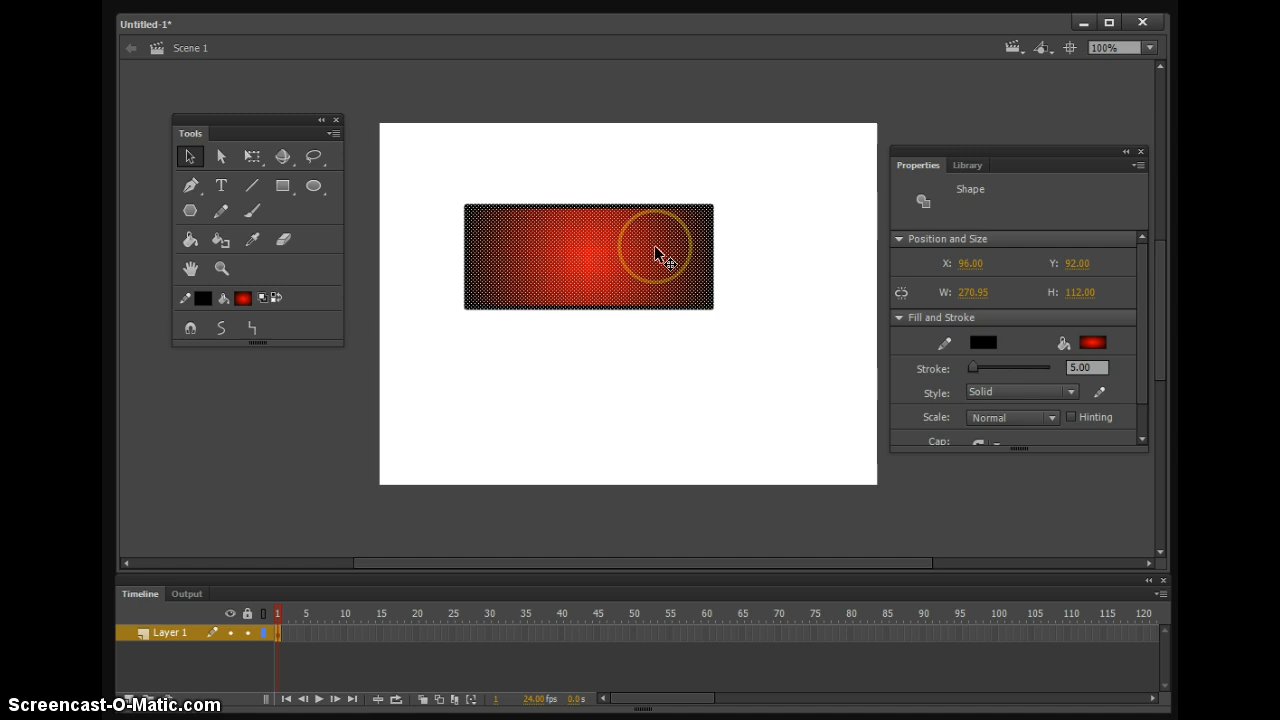 Untitled-1*
Scene 1
100%
Tools
T
Properties Library
Shape
Position and Size
X: 96.00 Y: 92.00
W: 270.95 H: 112.00
Fill and Stroke
Stroke: 5.00
Style: Solid
Scale: Normal Hinting
Cap:
Timeline Output
1 5 10 15 20 25 30 35 40 45 50 55 60 65 70 75 80 85 90 95 100 105 110 115 120
Layer 1
1 24.00 fps 0.0 s
Screencast-O-Matic.com